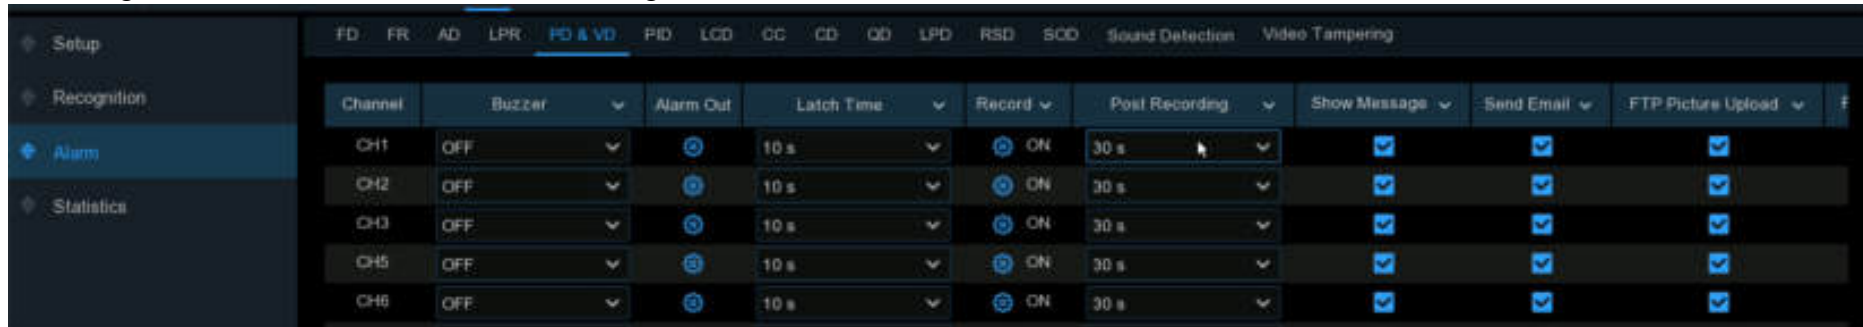 Setup
Recognition
Alarm
Statistics
FD FR AD LPR PD & VD PID LCD CC CD QD LPD RSD SOD Sound Detection Video Tampering
Channel Buzzer Alarm Out Latch Time Record Post Recording Show Message Send Email FTP Picture Upload
CH1 OFF 10 s ON 30 s
CH2 OFF 10 s ON 30 s
CH3 OFF 10 s ON 30 s
CH5 OFF 10 s ON 30 s
CH6 OFF 10 s ON 30 s